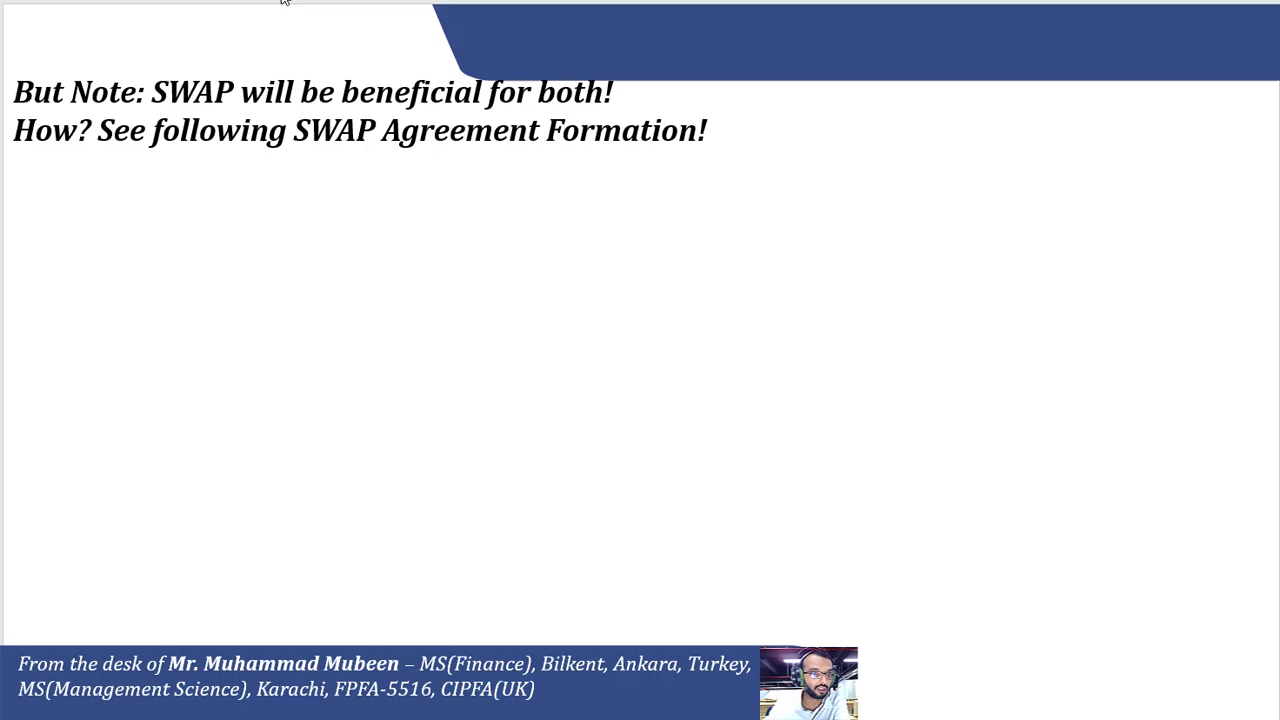 But Note: SWAP will be beneficial for both!
How? See following SWAP Agreement Formation!
From the desk of Mr. Muhammad Mubeen – MS(Finance), Bilkent, Ankara, Turkey,
MS(Management Science), Karachi, FPFA-5516, CIPFA(UK)